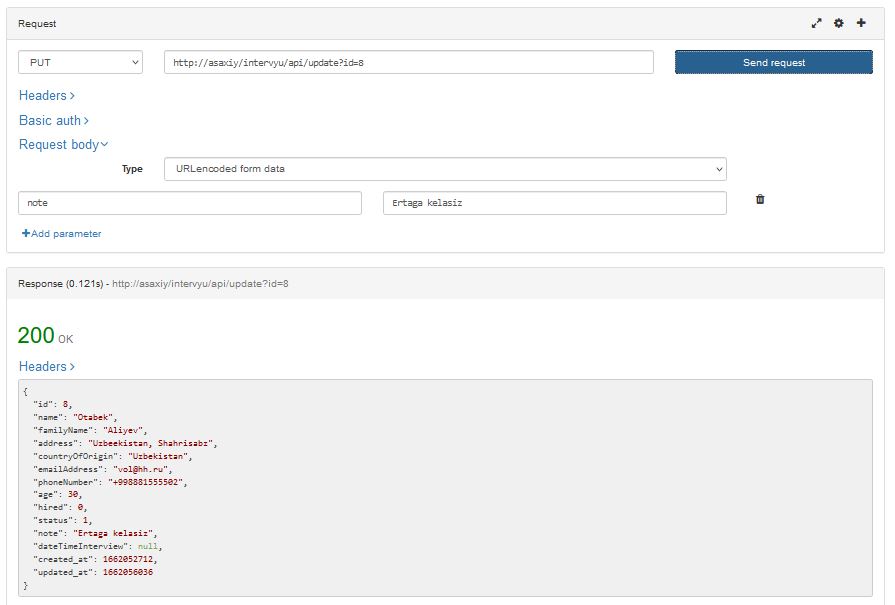 Request
PUT http://asaxiy/intervyu/api/update?id=8 Send request
Headers
Basic auth
Request body
Type URLencoded form data
note Ertaga kelasiz
Add parameter
Response (0.121s) - http://asaxiy/intervyu/api/update?id=8
200 OK
Headers
{
"id": 8,
"name": "Otabek",
"familyName": "Aliyev",
"address": "Uzbeekistan, Shahrisabz",
"countryOfOrigin": "Uzbekistan",
"emailAddress": "vol@hh.ru",
"phoneNumber": "+998881555502",
"age": 30,
"hired": 0,
"status": 1,
"note": "Ertaga kelasiz",
"dateTimeInterview": null,
"created_at": 1662052712,
"updated_at": 1662056036
}